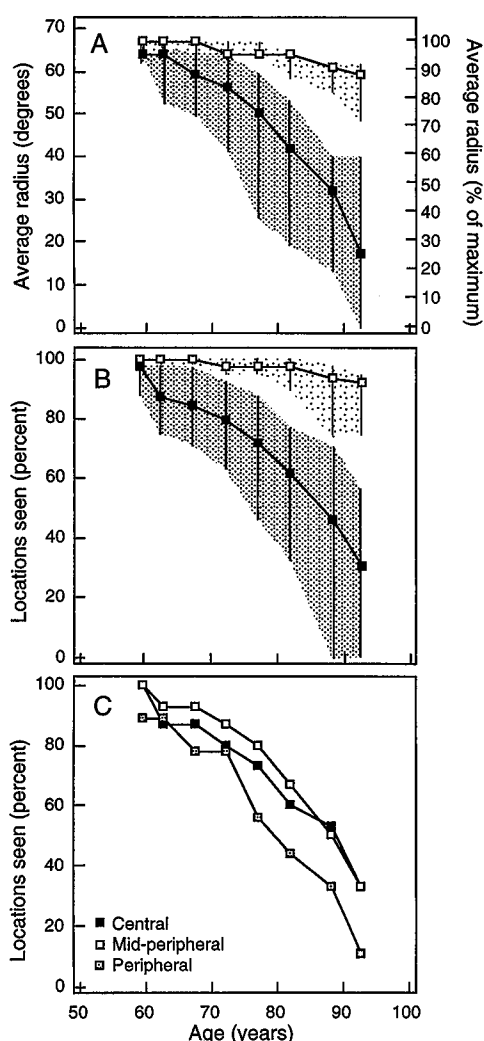 A
70
60
50
40
30
20
10
0
Average radius (degrees)
100
90
80
70
60
50
40
30
20
10
0
Average radius (% of maximum)
B
100
80
60
40
20
0
Locations seen (percent)
C
100
80
60
40
20
0
Locations seen (percent)
Central
Mid-peripheral
Peripheral
50 60 70 80 90 100
Age (years)